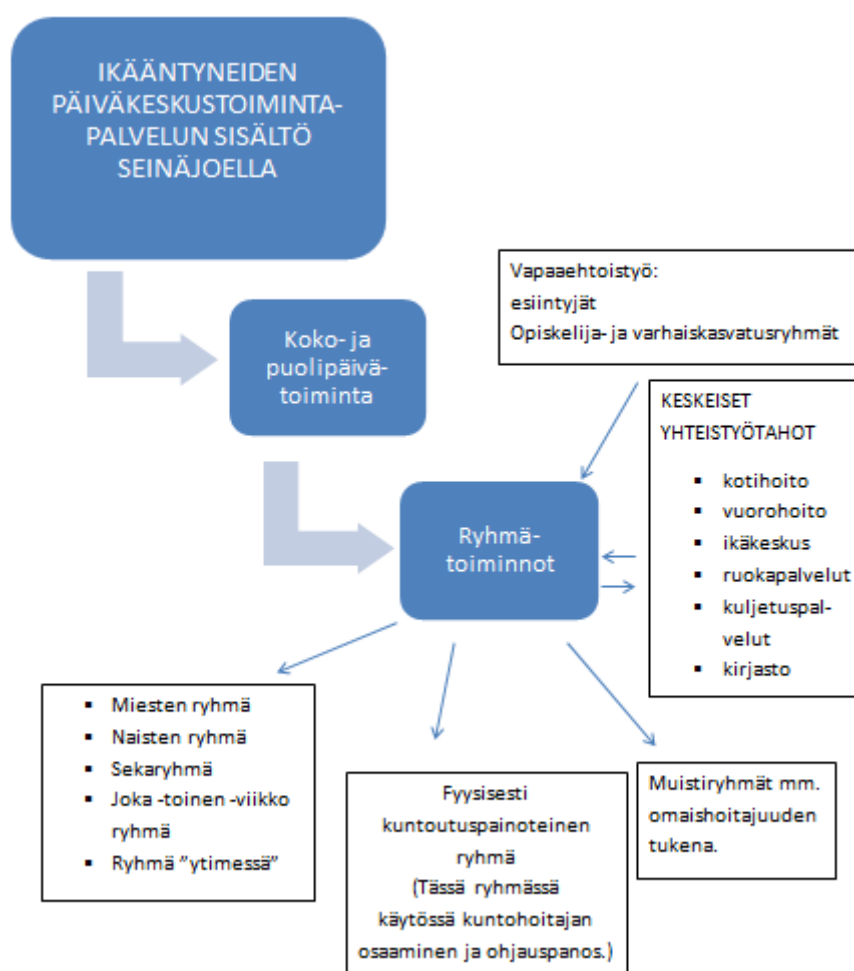 IKÄÄNTYNEIDEN
PÄIVÄKESKUSTOIMINTA-
PALVELUN SISÄLTÖ
SEINÄJOELLA
Koko- ja
puolipäivä-
toiminta
Vapaaehtoistyö:
esiintyjät
Opiskelija- ja varhaiskasvatusryhmät
KESKEISET
YHTEISTYÖTAHOT
▪ kotihoito
▪ vuorohoito
▪ ikäkeskus
▪ ruokapalvelut
▪ kuljetuspal-
velut
▪ kirjasto
Ryhmä-
toiminnot
▪ Miesten ryhmä
▪ Naisten ryhmä
▪ Sekaryhmä
▪ Joka -toinen -viikko
ryhmä
▪ Ryhmä ”ytimessä”
Fyysisesti
kuntoutuspainoteinen
ryhmä
(Tässä ryhmässä
käytössä kuntohoitajan
osaaminen ja ohjauspanos.)
Muistiryhmät mm.
omaishoitajuuden
tukena.